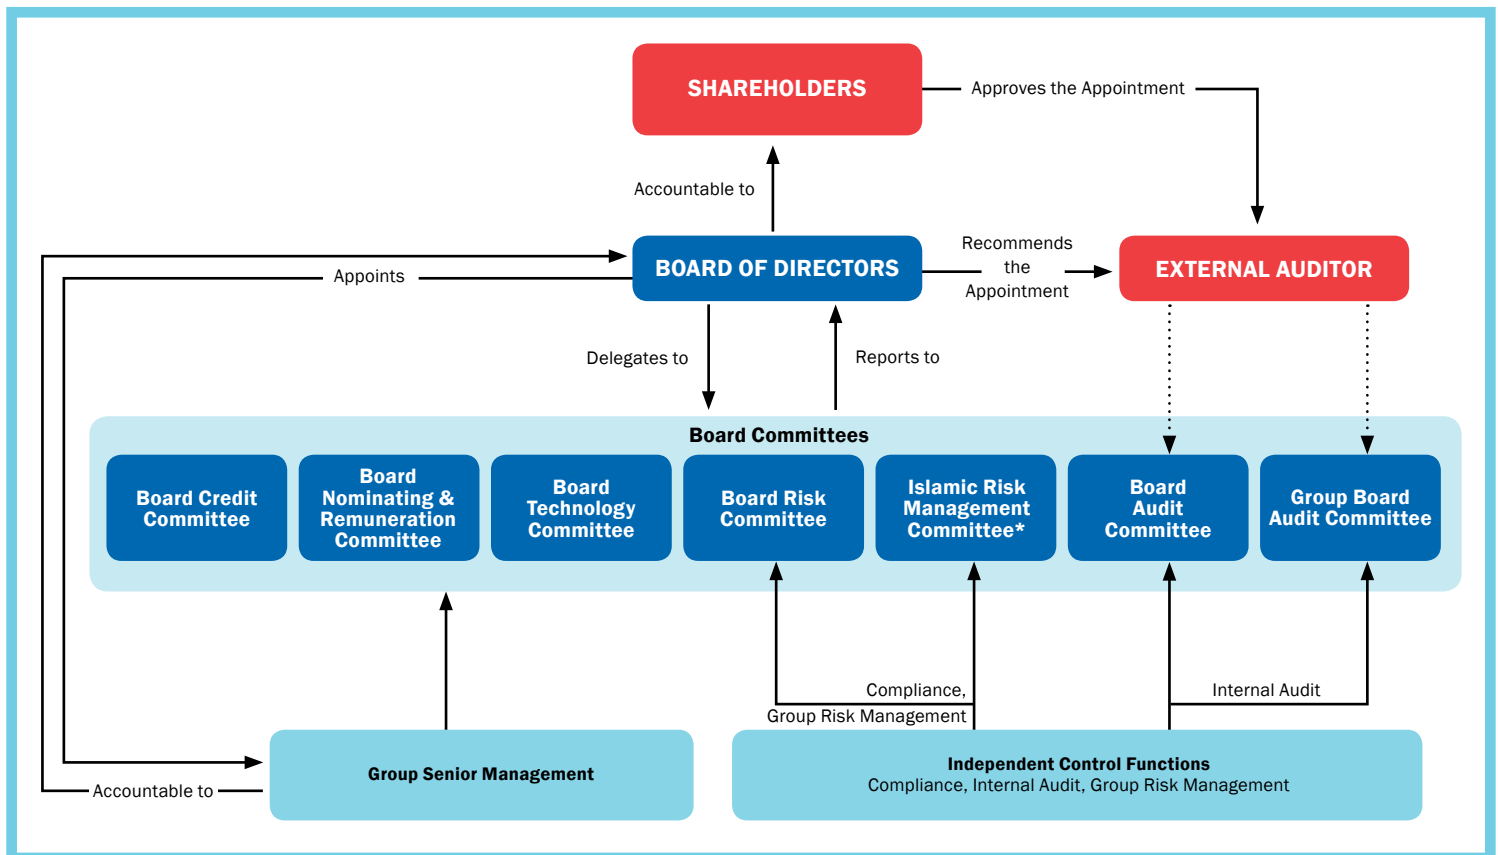 SHAREHOLDERS
Approves the Appointment
Accountable to
BOARD OF DIRECTORS
Recommends
the
Appointment
EXTERNAL AUDITOR
Appoints
Delegates to
Reports to
Board Committees
Board Credit
Committee
Board
Nominating &
Remuneration
Committee
Board
Technology
Committee
Board Risk
Committee
Islamic Risk
Management
Committee*
Board
Audit
Committee
Group Board
Audit Committee
Compliance,
Group Risk Management
Internal Audit
Group Senior Management
Independent Control Functions
Compliance, Internal Audit, Group Risk Management
Accountable to